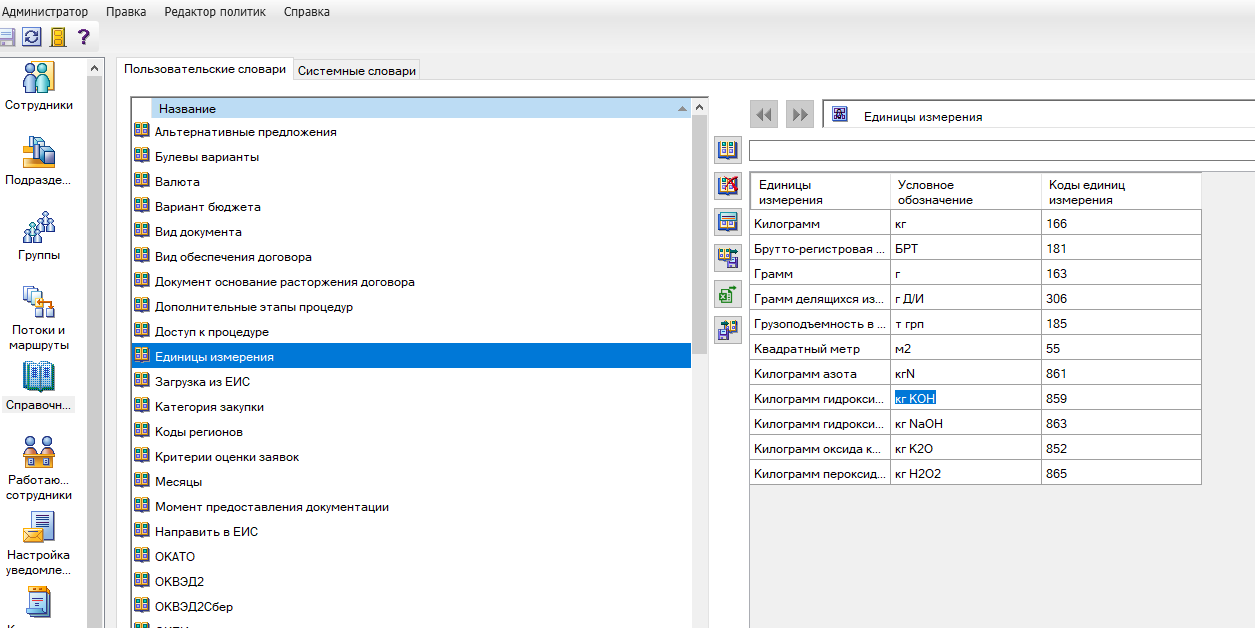 Администратор Правка Редактор политик Справка
?
Сотрудники
Подразде...
Группы
Потоки и
маршруты
Справочн...
Работаю...
сотрудники
Настройка
уведомле...
Пользовательские словари Системные словари
Название
Альтернативные предложения
Булевы варианты
Валюта
Вариант бюджета
Вид документа
Вид обеспечения договора
Документ основание расторжения договора
Дополнительные этапы процедур
Доступ к процедуре
Единицы измерения
Загрузка из ЕИС
Категория закупки
Коды регионов
Критерии оценки заявок
Месяцы
Момент предоставления документации
Направить в ЕИС
ОКАТО
ОКВЭД2
ОКВЭД2Сбер
Единицы измерения
Единицы измерения Условное обозначение Коды единиц измерения
Килограмм кг 166
Брутто-регистровая ... БРТ 181
Грамм г 163
Грамм делящихся из... г Д/И 306
Грузоподъемность в ... т грп 185
Квадратный метр м2 55
Килограмм азота кгN 861
Килограмм гидрокси... кг KOH 859
Килограмм гидрокси... кг NaOH 863
Килограмм оксида к... кг K2O 852
Килограмм пероксид... кг H2O2 865